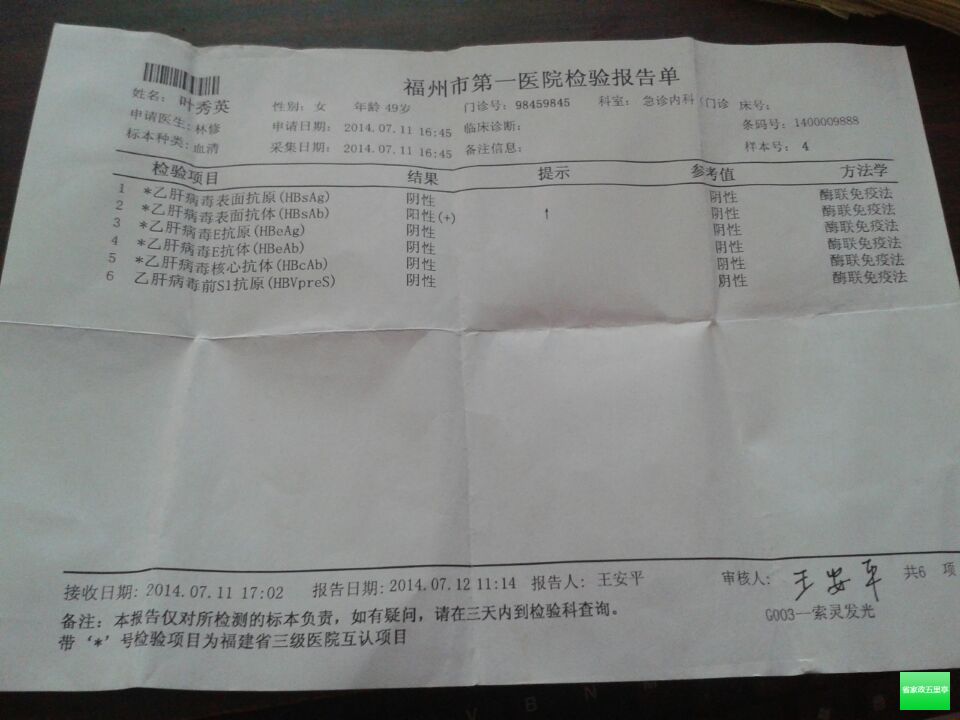 福州市第一医院检验报告单
姓名: 叶秀英 性别: 女 年龄 49岁 门诊号: 98459845 科室: 急诊内科(门诊 床号:
申请医生: 林修 申请日期: 2014.07.11 16:45 临床诊断: 条码号: 1400009888
标本种类: 血清 采集日期: 2014.07.11 16:45 备注信息: 样本号: 4
检验项目 结果 提示 参考值 方法学
1 *乙肝病毒表面抗原(HBsAg) 阴性 阴性 酶联免疫法
2 *乙肝病毒表面抗体(HBsAb) 阳性(+) ↑ 阴性 酶联免疫法
3 *乙肝病毒E抗原(HBeAg) 阴性 阴性 酶联免疫法
4 *乙肝病毒E抗体(HBeAb) 阴性 阴性 酶联免疫法
5 *乙肝病毒核心抗体(HBcAb) 阴性 阴性 酶联免疫法
6 乙肝病毒前S1抗原(HBVpreS) 阴性 阴性 酶联免疫法
接收日期: 2014.07.11 17:02 报告日期: 2014.07.12 11:14 报告人: 王安平 审核人: 王安平 共6 项
备注: 本报告仅对所检测的标本负责，如有疑问，请在三天内到检验科查询。 G003—索灵发光
带‘*’号检验项目为福建省三级医院互认项目
省家政五里亭